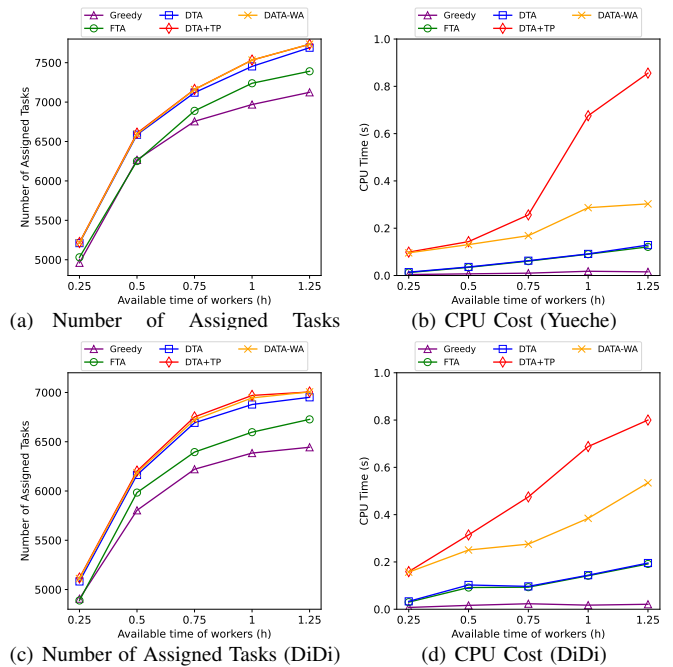 Greedy DTA DATA-WA
FTA DTA+TP
Number of Assigned Tasks
7500
7000
6500
6000
5500
5000
0.25 0.5 0.75 1 1.25
Available time of workers (h)
(a) Number of Assigned Tasks
Greedy DTA DATA-WA
FTA DTA+TP
CPU Time (s)
1.0
0.8
0.6
0.4
0.2
0.0
0.25 0.5 0.75 1 1.25
Available time of workers (h)
(b) CPU Cost (Yueche)
Greedy DTA DATA-WA
FTA DTA+TP
Number of Assigned Tasks
7000
6500
6000
5500
5000
0.25 0.5 0.75 1 1.25
Available time of workers (h)
(c) Number of Assigned Tasks (DiDi)
Greedy DTA DATA-WA
FTA DTA+TP
CPU Time (s)
1.0
0.8
0.6
0.4
0.2
0.0
0.25 0.5 0.75 1 1.25
Available time of workers (h)
(d) CPU Cost (DiDi)